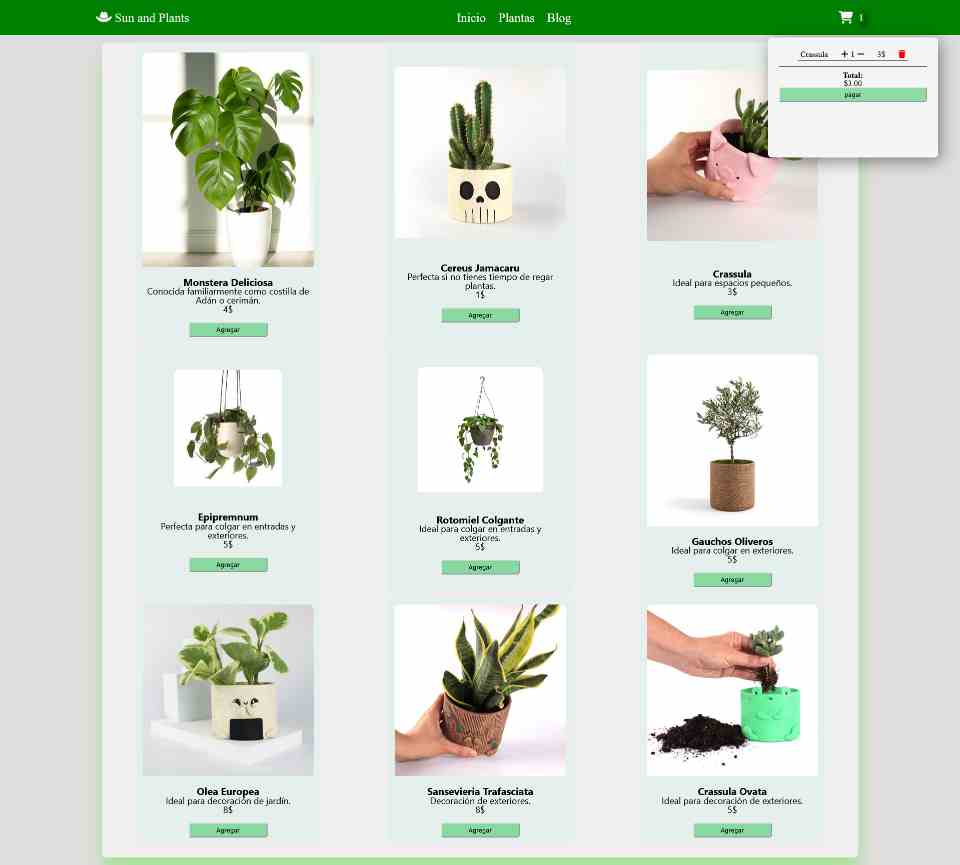 Sun and Plants
Inicio Plantas Blog
1
Crassula + 1 − 3$
Total:
$3.00
pagar
Monstera Deliciosa
Conocida familiarmente como costilla de
Adán o cerimán.
4$
Agregar
Cereus Jamacaru
Perfecta si no tienes tiempo de regar
plantas.
1$
Agregar
Crassula
Ideal para espacios pequeños.
3$
Agregar
Epipremnum
Perfecta para colgar en entradas y
exteriores.
5$
Agregar
Rotomiel Colgante
Ideal para colgar en entradas y
exteriores.
5$
Agregar
Gauchos Oliveros
Ideal para colgar en exteriores.
5$
Agregar
Olea Europea
Ideal para decoración de jardín.
8$
Agregar
Sansevieria Trafasciata
Decoración de exteriores.
8$
Agregar
Crassula Ovata
Ideal para decoración de exteriores.
5$
Agregar